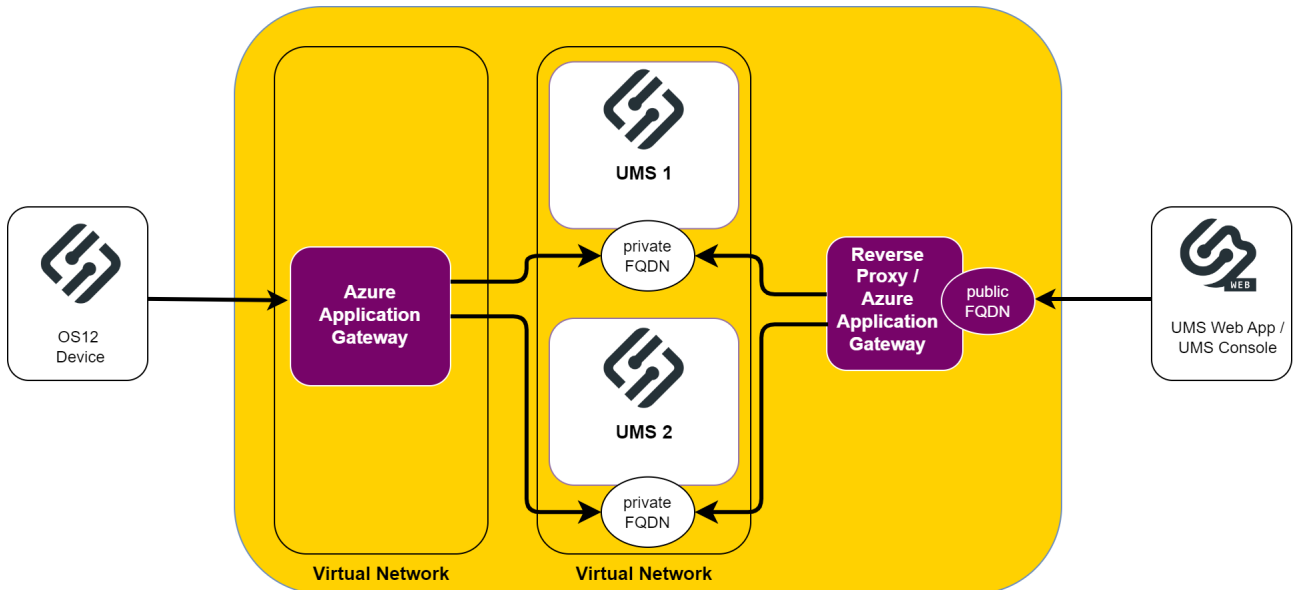 OS12
Device
Azure
Application
Gateway
Virtual Network
UMS 1
private
FQDN
UMS 2
private
FQDN
Virtual Network
Reverse
Proxy /
Azure
Application
Gateway
public
FQDN
WEB
UMS Web App /
UMS Console